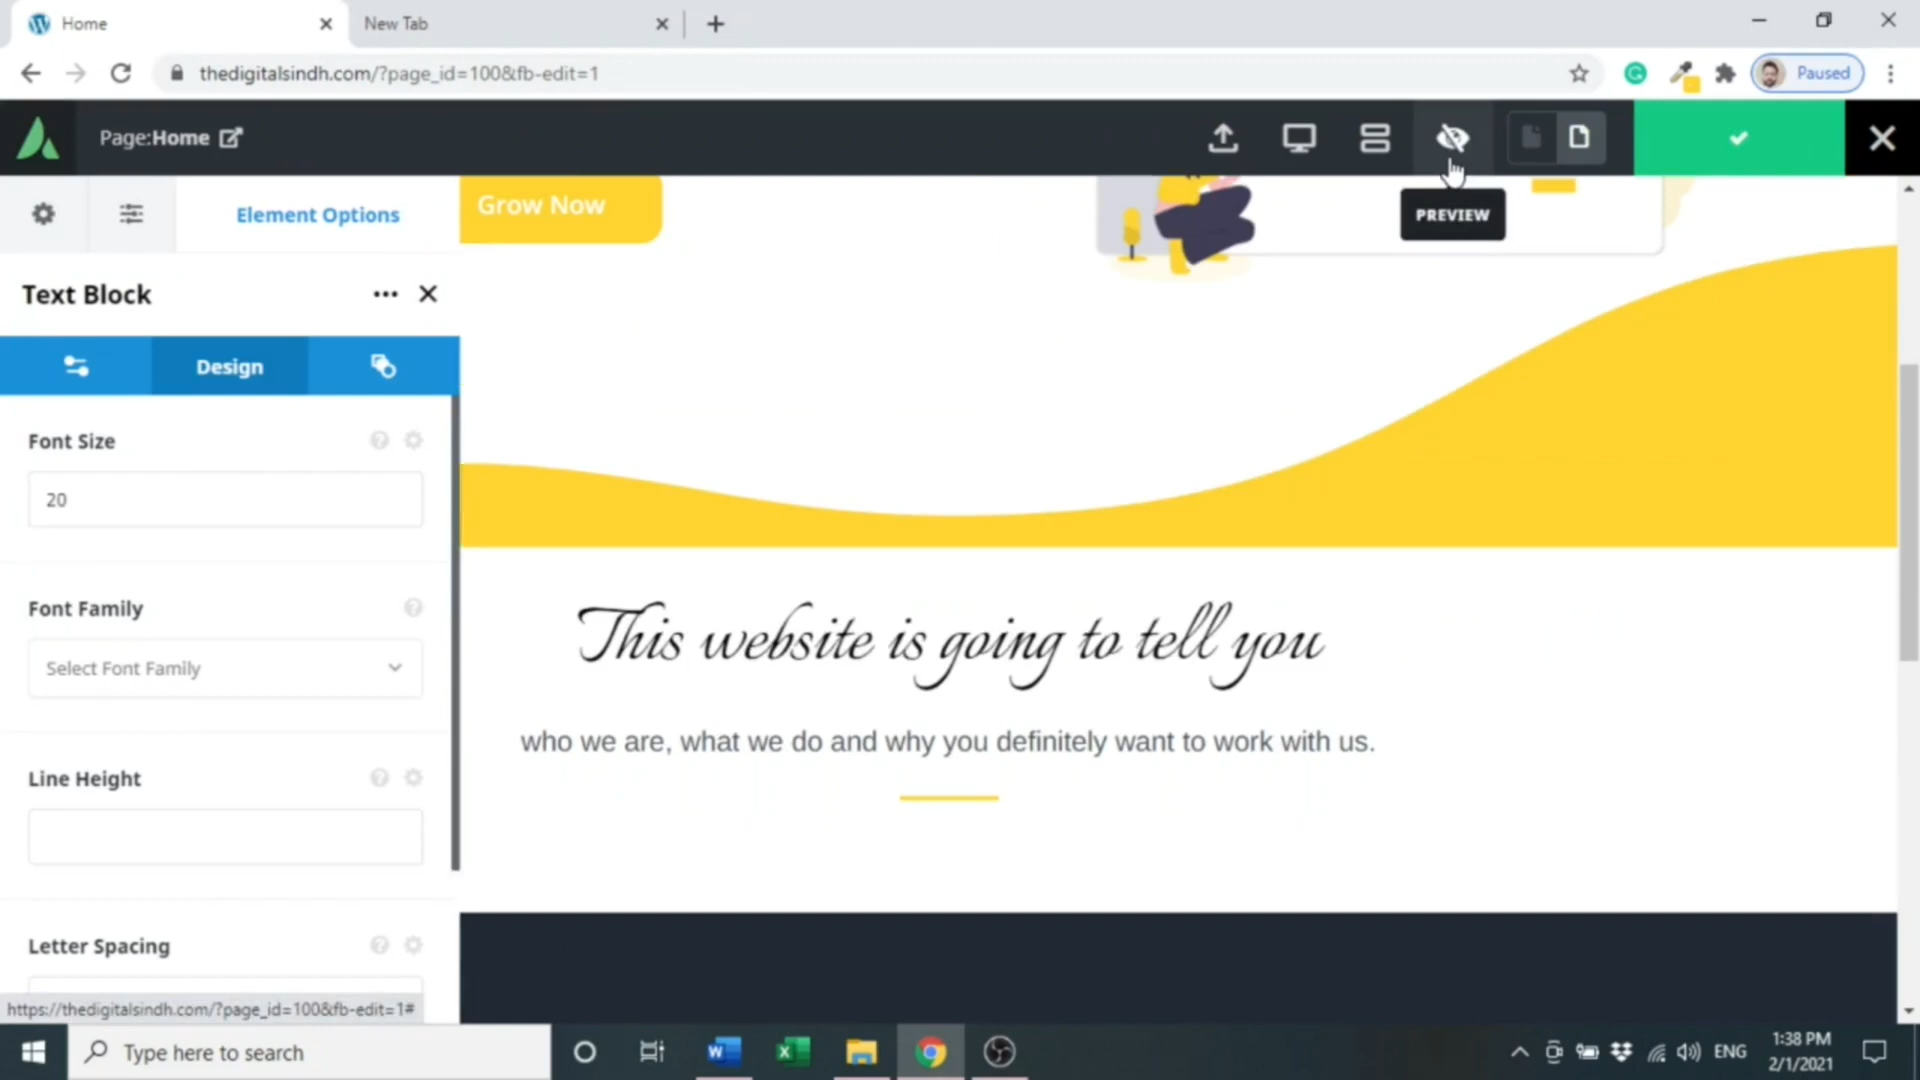 Home
New Tab
thedigitalsindh.com/?page_id=100&fb-edit=1
Paused
Page:Home
Element Options
Grow Now
PREVIEW
Text Block
Design
Font Size
20
Font Family
Select Font Family
This website is going to tell you
who we are, what we do and why you definitely want to work with us.
Line Height
Letter Spacing
https://thedigitalsindh.com/?page_id=100&fb-edit=1#
Type here to search
ENG
1:38 PM
2/1/2021